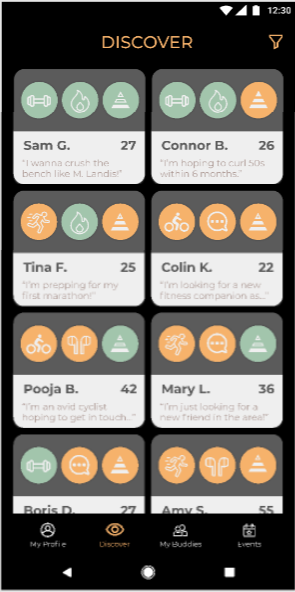 12:30
DISCOVER
Sam G. 27
"I wanna crush the
bench like M. Landis!"
Connor B. 26
"I'm hoping to curl 50s
within 6 months."
Tina F. 25
"I'm prepping for my
first marathon!"
Colin K. 22
"I'm looking for a new
fitness companion as..."
Pooja B. 42
"I'm an avid cyclist
hoping to get in touch..."
Mary L. 36
"I'm just looking for
a new friend in the area!"
Boris D. 27
Amy S. 55
My Profile Discover My Buddies Events